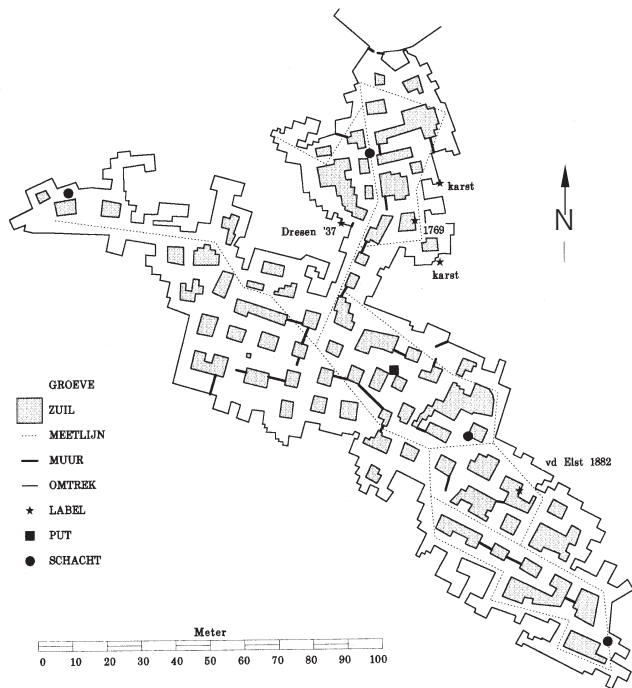 karst
Dresen '37
1769
karst
N
GROEVE
ZUIL
MEETLIJN
MUUR
OMTREK
LABEL
PUT
SCHACHT
vd Elst 1882
Meter
0 10 20 30 40 50 60 70 80 90 100